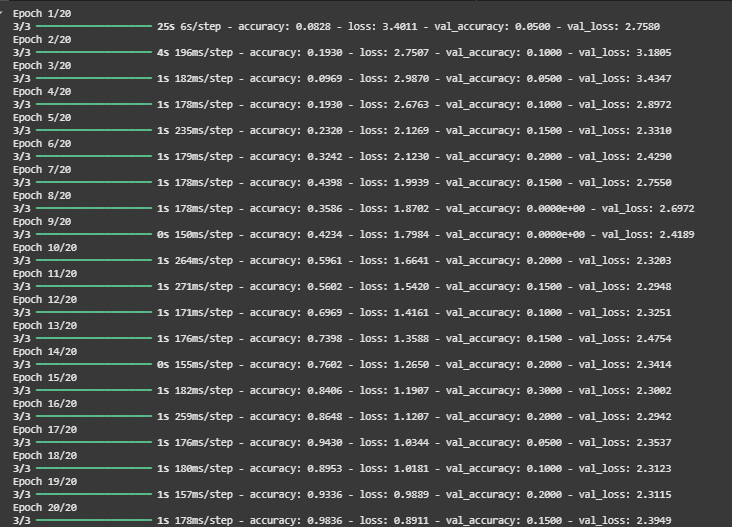 Epoch 1/20
3/3 ━━━━━━━━━━━━━━━━━━━━ 25s 6s/step - accuracy: 0.0828 - loss: 3.4011 - val_accuracy: 0.0500 - val_loss: 2.7580
Epoch 2/20
3/3 ━━━━━━━━━━━━━━━━━━━━ 4s 196ms/step - accuracy: 0.1930 - loss: 2.7507 - val_accuracy: 0.1000 - val_loss: 3.1805
Epoch 3/20
3/3 ━━━━━━━━━━━━━━━━━━━━ 1s 182ms/step - accuracy: 0.0969 - loss: 2.9870 - val_accuracy: 0.0500 - val_loss: 3.4347
Epoch 4/20
3/3 ━━━━━━━━━━━━━━━━━━━━ 1s 178ms/step - accuracy: 0.1930 - loss: 2.6763 - val_accuracy: 0.1000 - val_loss: 2.8972
Epoch 5/20
3/3 ━━━━━━━━━━━━━━━━━━━━ 1s 235ms/step - accuracy: 0.2320 - loss: 2.1269 - val_accuracy: 0.1500 - val_loss: 2.3310
Epoch 6/20
3/3 ━━━━━━━━━━━━━━━━━━━━ 1s 179ms/step - accuracy: 0.3242 - loss: 2.1230 - val_accuracy: 0.2000 - val_loss: 2.4290
Epoch 7/20
3/3 ━━━━━━━━━━━━━━━━━━━━ 1s 178ms/step - accuracy: 0.4398 - loss: 1.9939 - val_accuracy: 0.1500 - val_loss: 2.7550
Epoch 8/20
3/3 ━━━━━━━━━━━━━━━━━━━━ 1s 178ms/step - accuracy: 0.3586 - loss: 1.8702 - val_accuracy: 0.0000e+00 - val_loss: 2.6972
Epoch 9/20
3/3 ━━━━━━━━━━━━━━━━━━━━ 0s 150ms/step - accuracy: 0.4234 - loss: 1.7984 - val_accuracy: 0.0000e+00 - val_loss: 2.4189
Epoch 10/20
3/3 ━━━━━━━━━━━━━━━━━━━━ 1s 264ms/step - accuracy: 0.5961 - loss: 1.6641 - val_accuracy: 0.2000 - val_loss: 2.3203
Epoch 11/20
3/3 ━━━━━━━━━━━━━━━━━━━━ 1s 271ms/step - accuracy: 0.5602 - loss: 1.5420 - val_accuracy: 0.1500 - val_loss: 2.2948
Epoch 12/20
3/3 ━━━━━━━━━━━━━━━━━━━━ 1s 171ms/step - accuracy: 0.6969 - loss: 1.4161 - val_accuracy: 0.1000 - val_loss: 2.3251
Epoch 13/20
3/3 ━━━━━━━━━━━━━━━━━━━━ 1s 176ms/step - accuracy: 0.7398 - loss: 1.3588 - val_accuracy: 0.1500 - val_loss: 2.4754
Epoch 14/20
3/3 ━━━━━━━━━━━━━━━━━━━━ 0s 155ms/step - accuracy: 0.7602 - loss: 1.2650 - val_accuracy: 0.2000 - val_loss: 2.3414
Epoch 15/20
3/3 ━━━━━━━━━━━━━━━━━━━━ 1s 182ms/step - accuracy: 0.8406 - loss: 1.1907 - val_accuracy: 0.3000 - val_loss: 2.3002
Epoch 16/20
3/3 ━━━━━━━━━━━━━━━━━━━━ 1s 259ms/step - accuracy: 0.8648 - loss: 1.1207 - val_accuracy: 0.2000 - val_loss: 2.2942
Epoch 17/20
3/3 ━━━━━━━━━━━━━━━━━━━━ 1s 176ms/step - accuracy: 0.9430 - loss: 1.0344 - val_accuracy: 0.0500 - val_loss: 2.3537
Epoch 18/20
3/3 ━━━━━━━━━━━━━━━━━━━━ 1s 180ms/step - accuracy: 0.8953 - loss: 1.0181 - val_accuracy: 0.1000 - val_loss: 2.3123
Epoch 19/20
3/3 ━━━━━━━━━━━━━━━━━━━━ 1s 157ms/step - accuracy: 0.9336 - loss: 0.9889 - val_accuracy: 0.2000 - val_loss: 2.3115
Epoch 20/20
3/3 ━━━━━━━━━━━━━━━━━━━━ 1s 178ms/step - accuracy: 0.9836 - loss: 0.8911 - val_accuracy: 0.1500 - val_loss: 2.3949